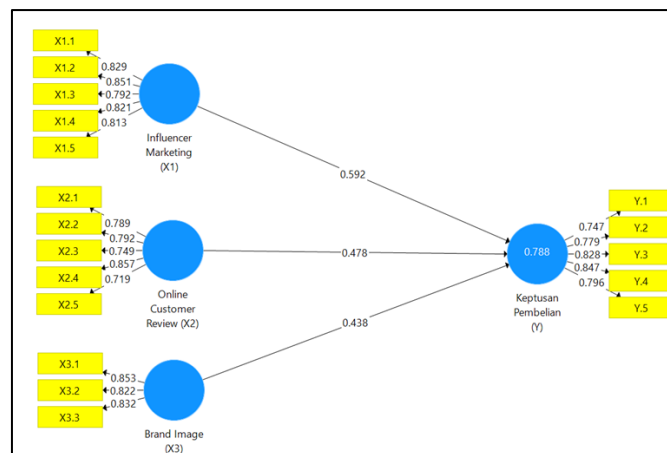 X1.1
X1.2
X1.3
X1.4
X1.5
0.829
0.851
0.792
0.821
0.813
Influencer
Marketing
(X1)
0.592
X2.1
X2.2
X2.3
X2.4
X2.5
0.789
0.792
0.749
0.857
0.719
Online
Customer
Review (X2)
0.478
X3.1
X3.2
X3.3
0.853
0.822
0.832
Brand Image
(X3)
0.438
0.788
Keptusan
Pembelian
(Y)
0.747
0.779
0.828
0.847
0.796
Y.1
Y.2
Y.3
Y.4
Y.5